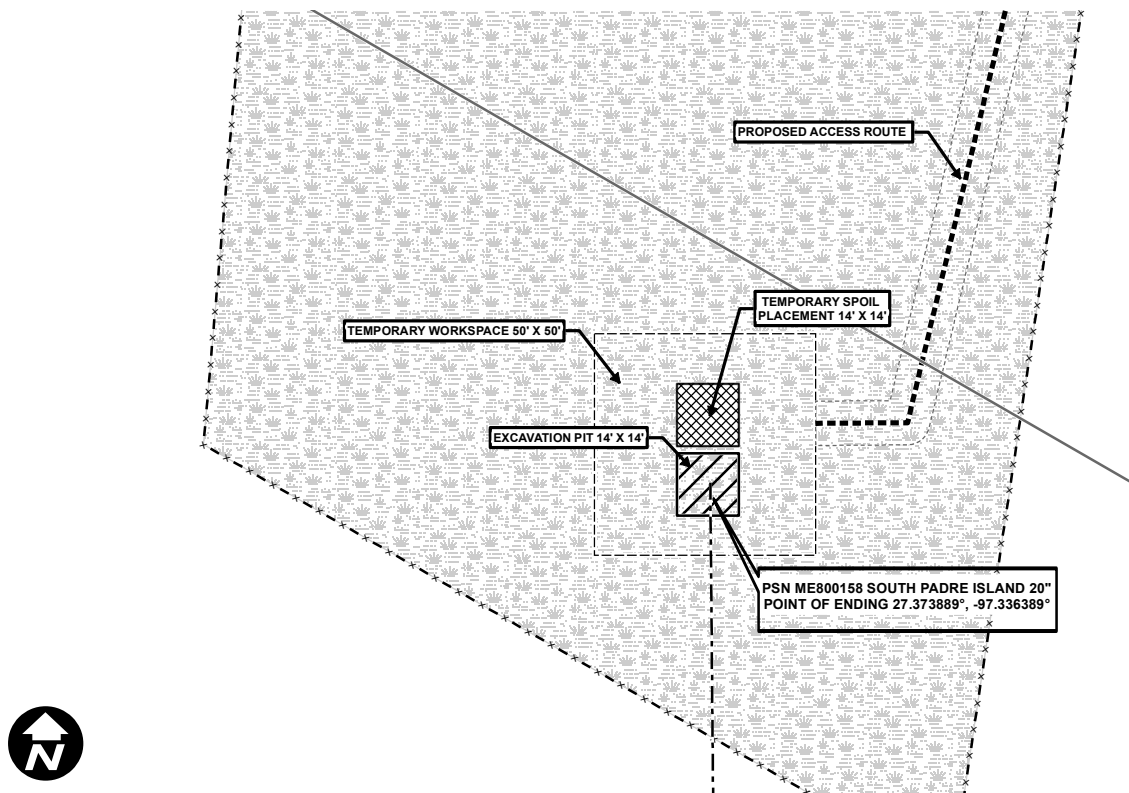 PROPOSED ACCESS ROUTE
TEMPORARY SPOIL
PLACEMENT 14' X 14'
TEMPORARY WORKSPACE 50' X 50'
EXCAVATION PIT 14' X 14'
PSN ME800158 SOUTH PADRE ISLAND 20"
POINT OF ENDING 27.373889°, -97.336389°
N